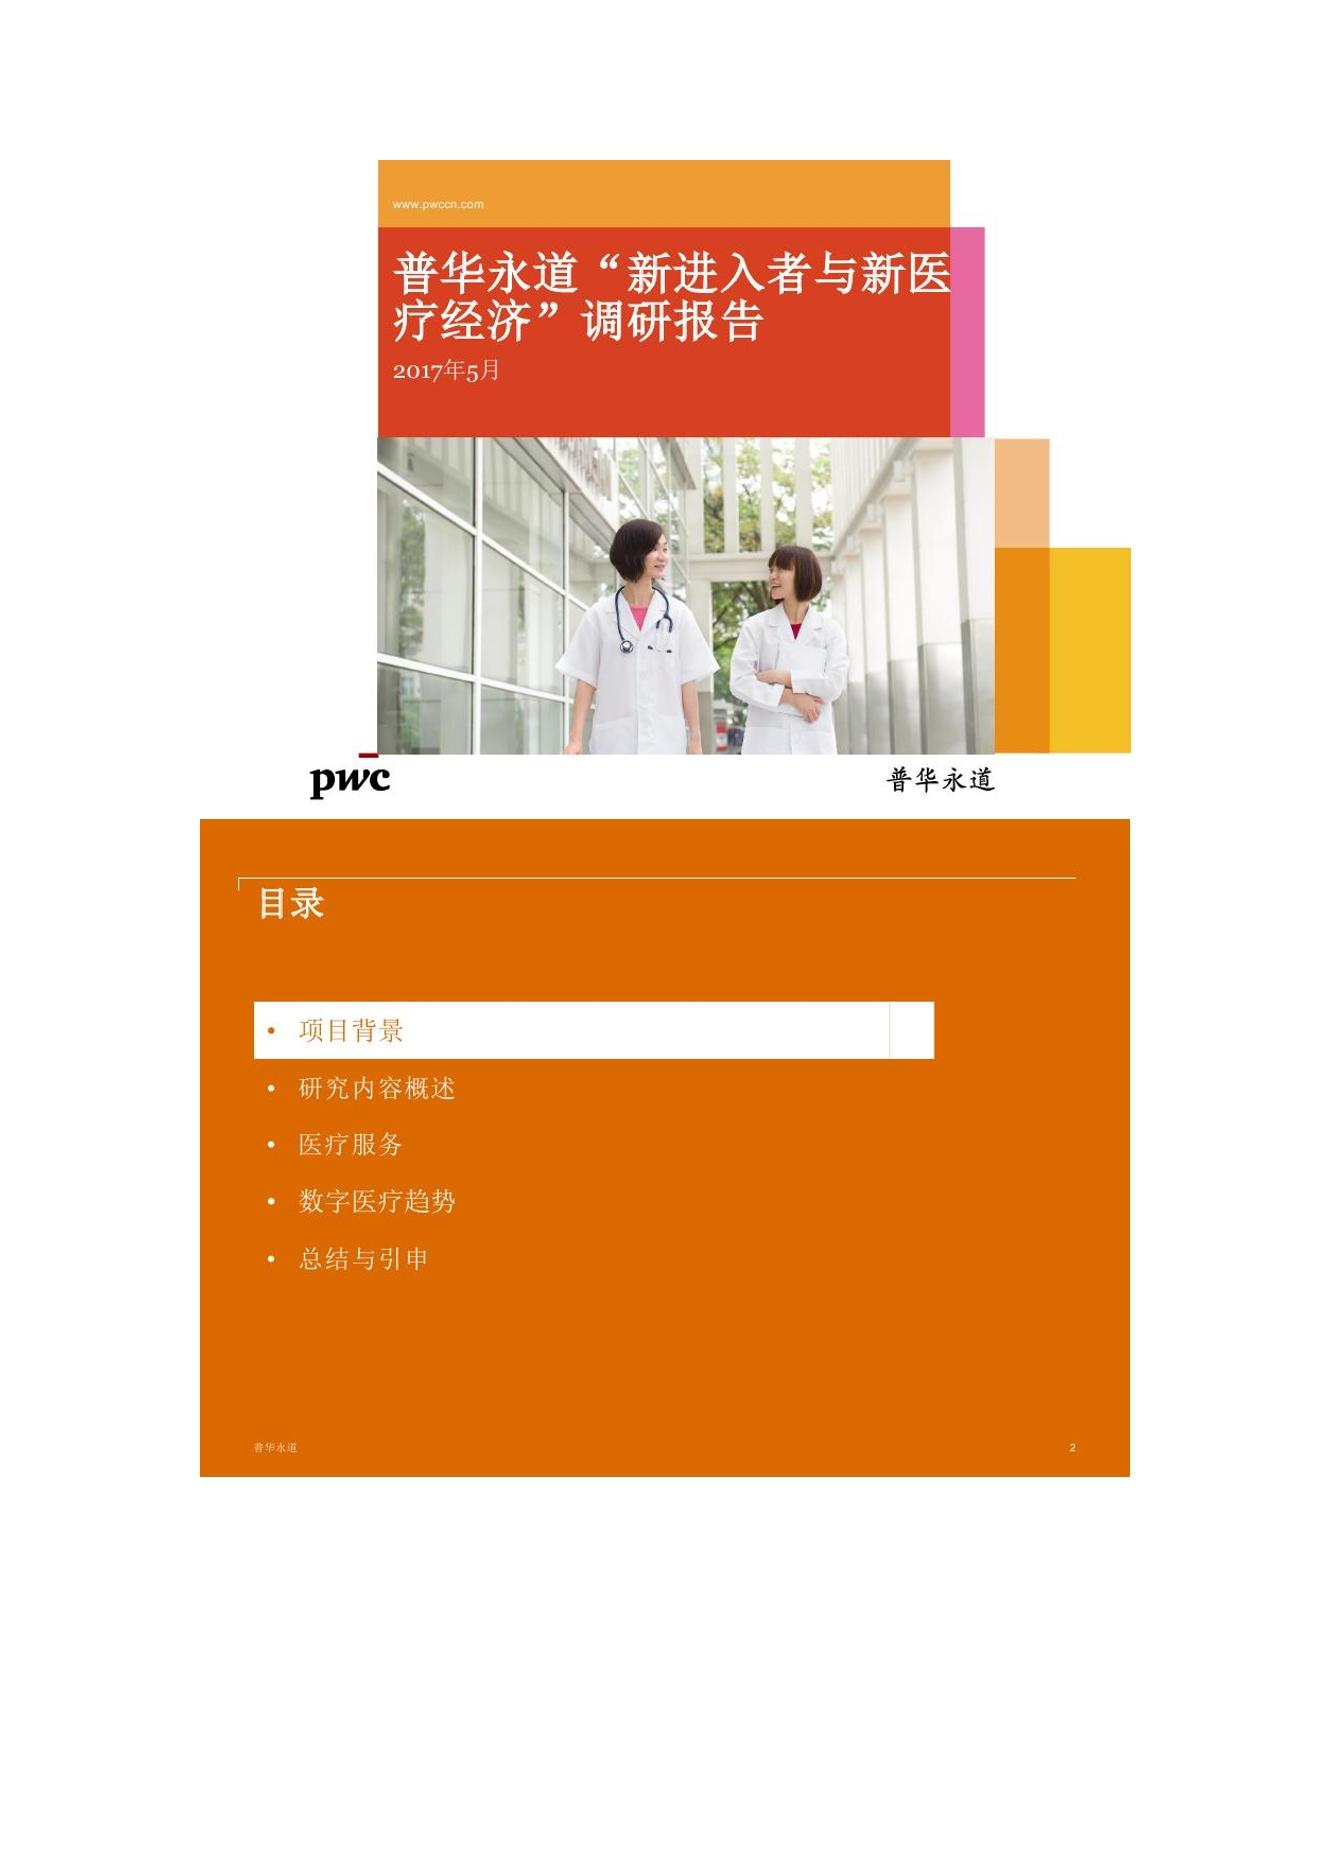 www.pwccn.com
普华永道“新进入者与新医
疗经济”调研报告
2017年5月
pwc
普华永道
目录
• 项目背景
• 研究内容概述
• 医疗服务
• 数字医疗趋势
• 总结与引申
普华永道
2